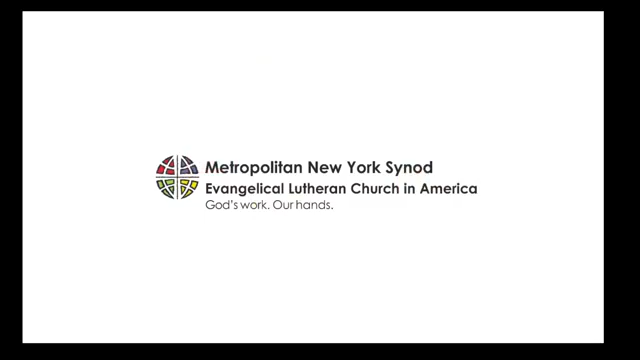 Metropolitan New York Synod
Evangelical Lutheran Church in America
God's work. Our hands.